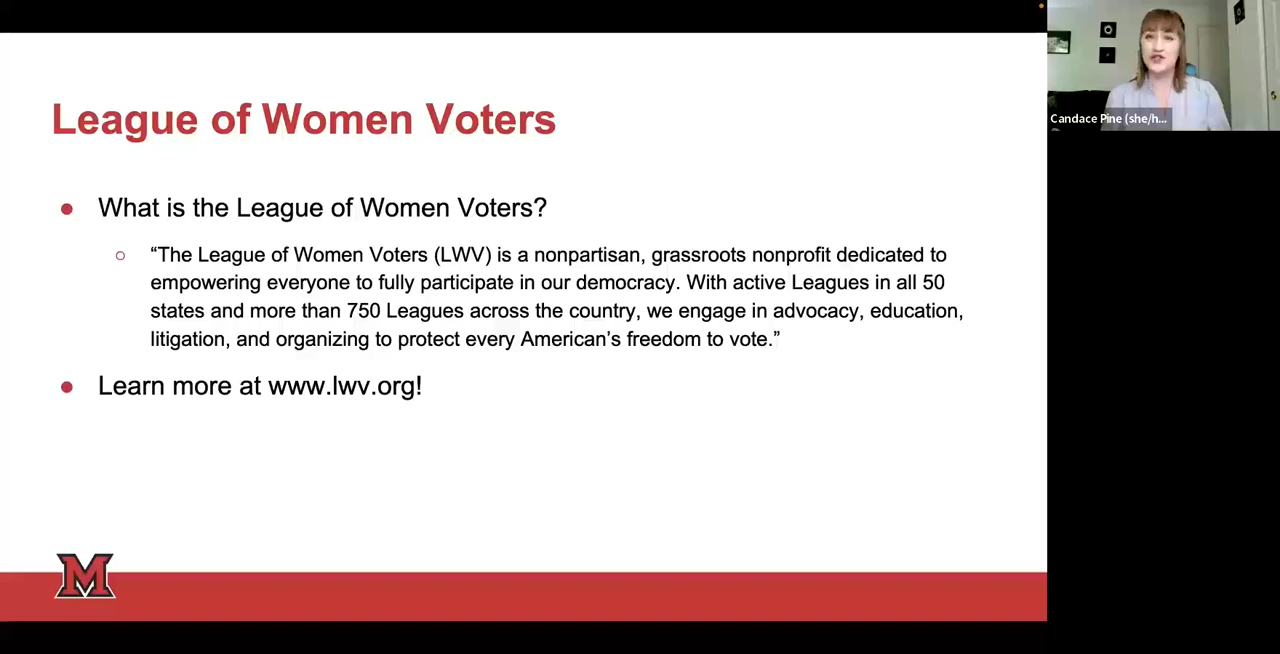 League of Women Voters
Candace Pine (she/h...
● What is the League of Women Voters?
○ “The League of Women Voters (LWV) is a nonpartisan, grassroots nonprofit dedicated to
empowering everyone to fully participate in our democracy. With active Leagues in all 50
states and more than 750 Leagues across the country, we engage in advocacy, education,
litigation, and organizing to protect every American’s freedom to vote.”
● Learn more at www.lwv.org!
M